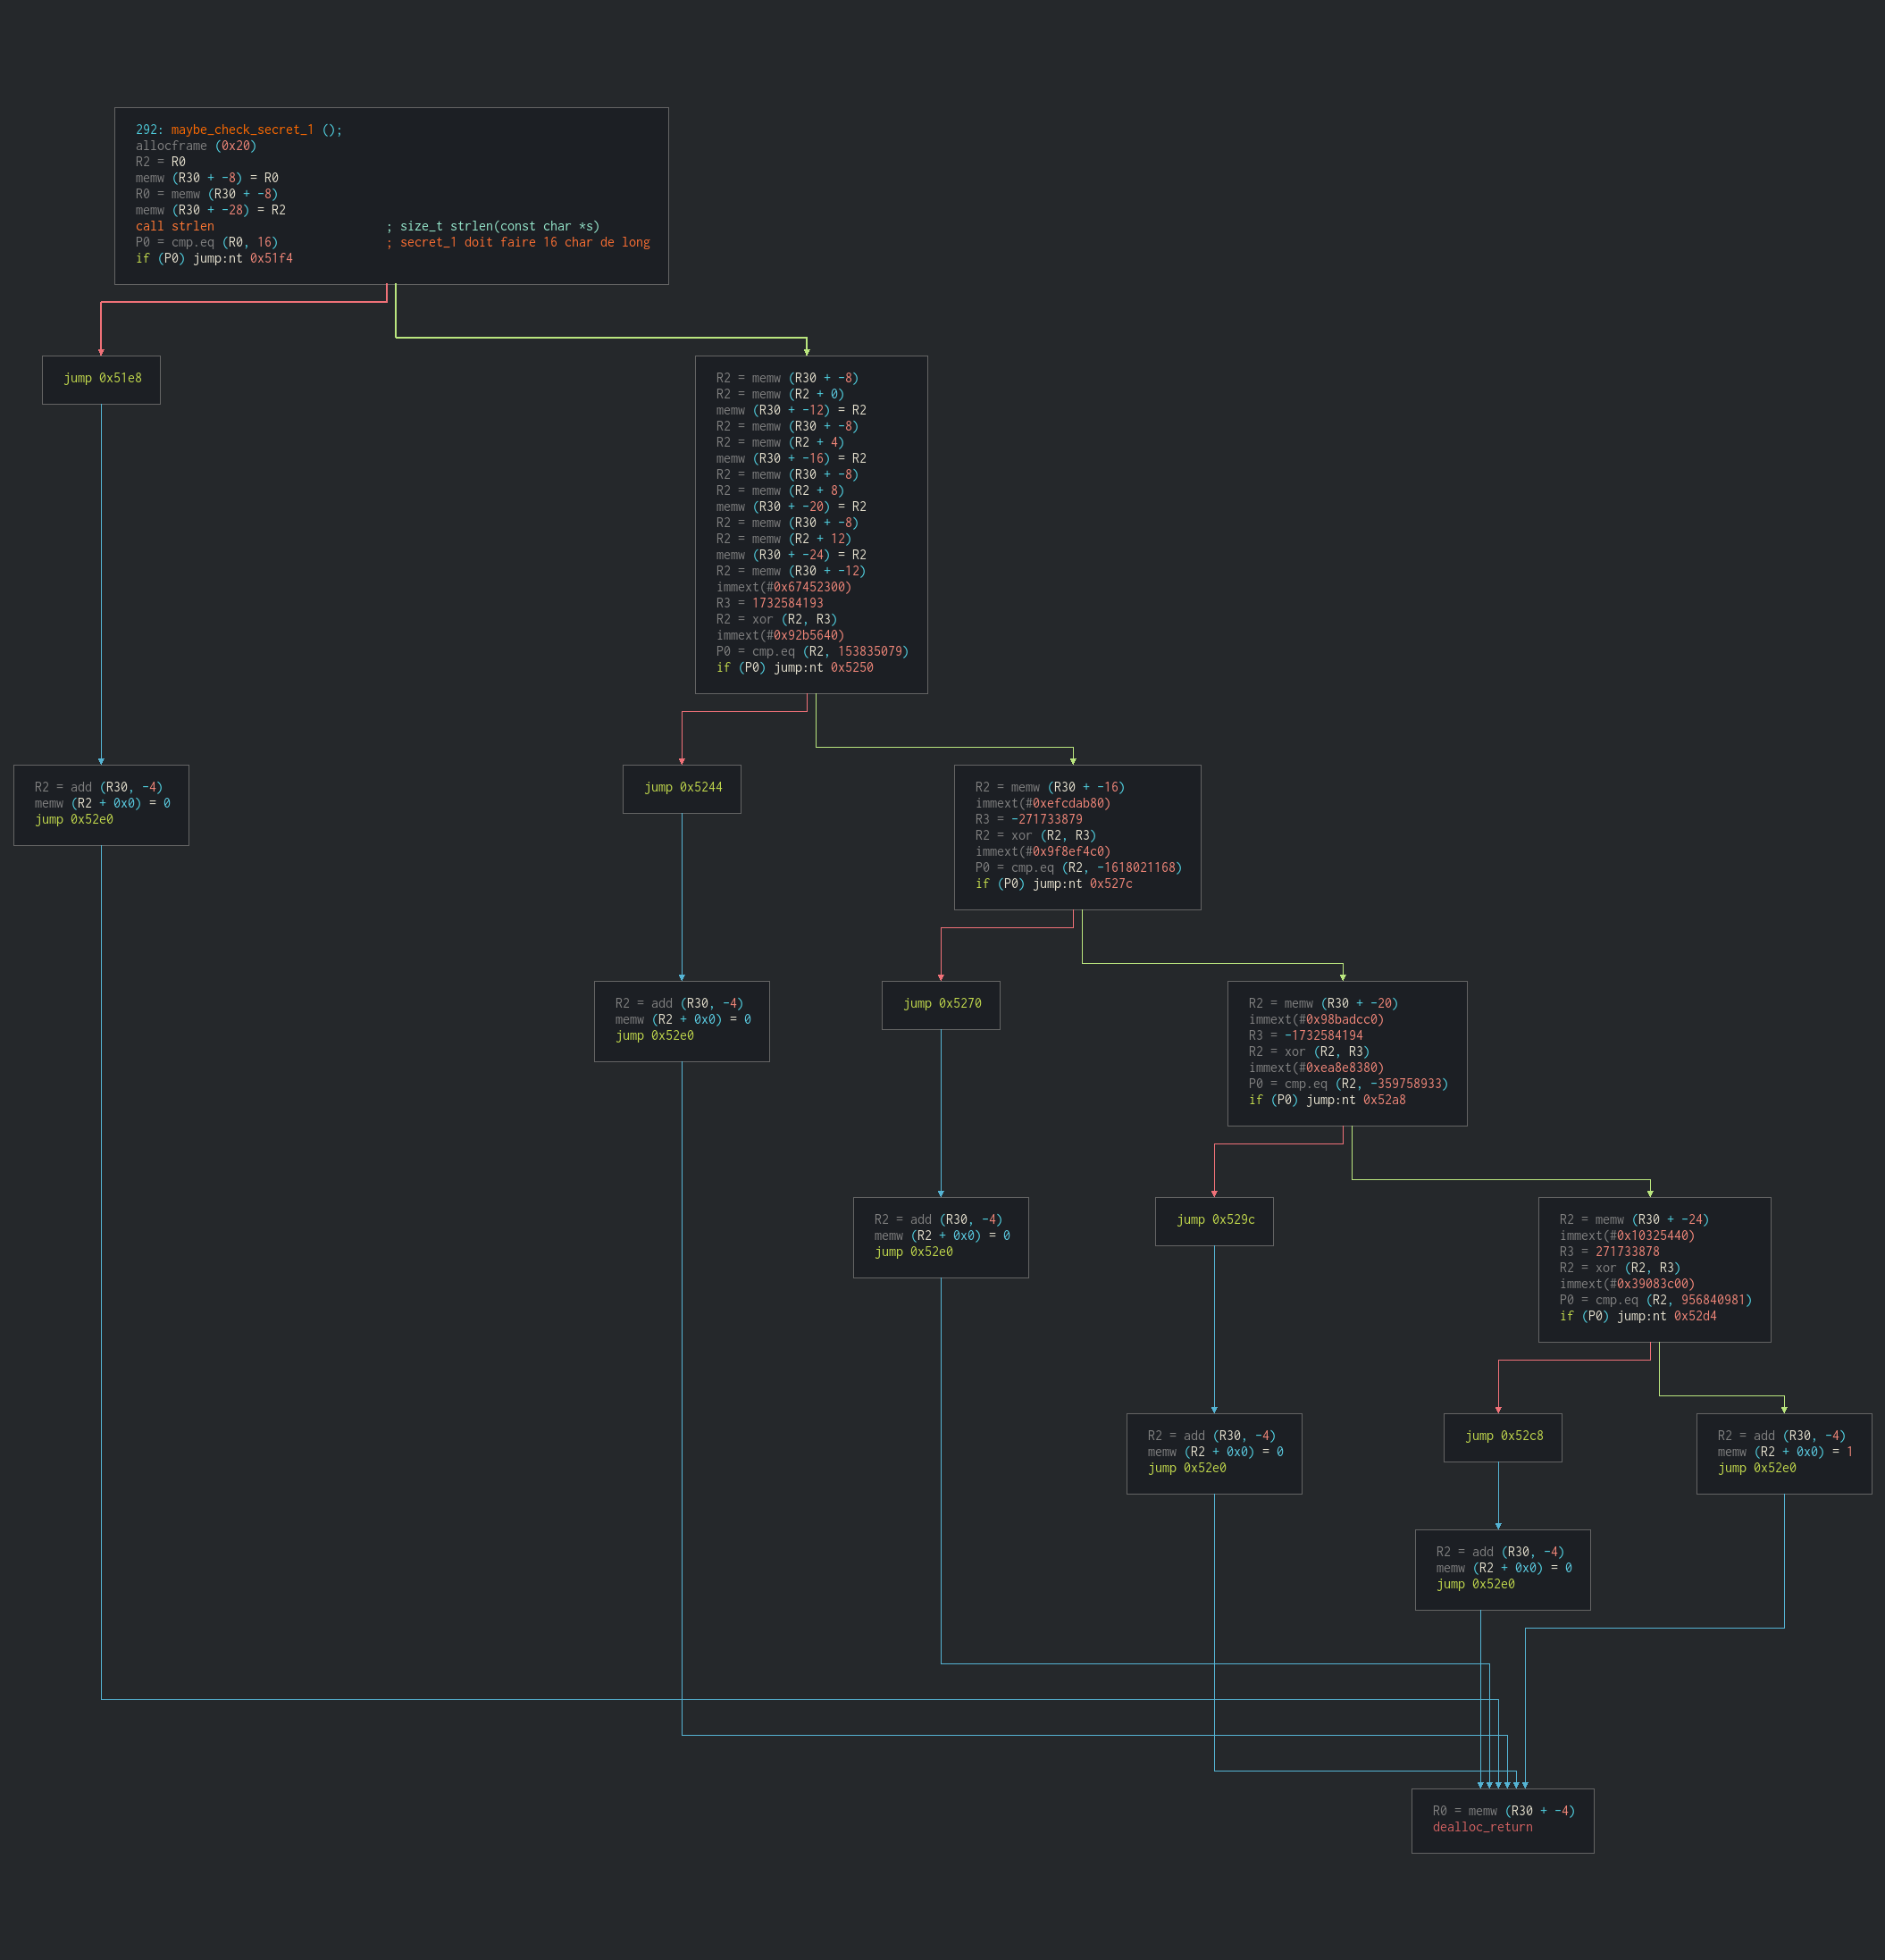 292: maybe_check_secret_1 ();
allocframe (0x20)
R2 = R0
memw (R30 + -8) = R0
R0 = memw (R30 + -8)
memw (R30 + -28) = R2
call strlen ; size_t strlen(const char *s)
P0 = cmp.eq (R0, 16) ; secret_1 doit faire 16 char de long
if (P0) jump:nt 0x51f4
jump 0x51e8
R2 = memw (R30 + -8)
R2 = memw (R2 + 0)
memw (R30 + -12) = R2
R2 = memw (R30 + -8)
R2 = memw (R2 + 4)
memw (R30 + -16) = R2
R2 = memw (R30 + -8)
R2 = memw (R2 + 8)
memw (R30 + -20) = R2
R2 = memw (R30 + -8)
R2 = memw (R2 + 12)
memw (R30 + -24) = R2
R2 = memw (R30 + -12)
immext(#0x67452300)
R3 = 1732584193
R2 = xor (R2, R3)
immext(#0x92b5640)
P0 = cmp.eq (R2, 153835079)
if (P0) jump:nt 0x5250
R2 = add (R30, -4)
memw (R2 + 0x0) = 0
jump 0x52e0
jump 0x5244
R2 = memw (R30 + -16)
immext(#0xefcdab80)
R3 = -271733879
R2 = xor (R2, R3)
immext(#0x9f8ef4c0)
P0 = cmp.eq (R2, -1618021168)
if (P0) jump:nt 0x527c
R2 = add (R30, -4)
memw (R2 + 0x0) = 0
jump 0x52e0
jump 0x5270
R2 = memw (R30 + -20)
immext(#0x98badcc0)
R3 = -1732584194
R2 = xor (R2, R3)
immext(#0xea8e8380)
P0 = cmp.eq (R2, -359758933)
if (P0) jump:nt 0x52a8
R2 = add (R30, -4)
memw (R2 + 0x0) = 0
jump 0x52e0
jump 0x529c
R2 = memw (R30 + -24)
immext(#0x10325440)
R3 = 271733878
R2 = xor (R2, R3)
immext(#0x39083c00)
P0 = cmp.eq (R2, 956840981)
if (P0) jump:nt 0x52d4
R2 = add (R30, -4)
memw (R2 + 0x0) = 0
jump 0x52e0
jump 0x52c8
R2 = add (R30, -4)
memw (R2 + 0x0) = 1
jump 0x52e0
R2 = add (R30, -4)
memw (R2 + 0x0) = 0
jump 0x52e0
R0 = memw (R30 + -4)
dealloc_return